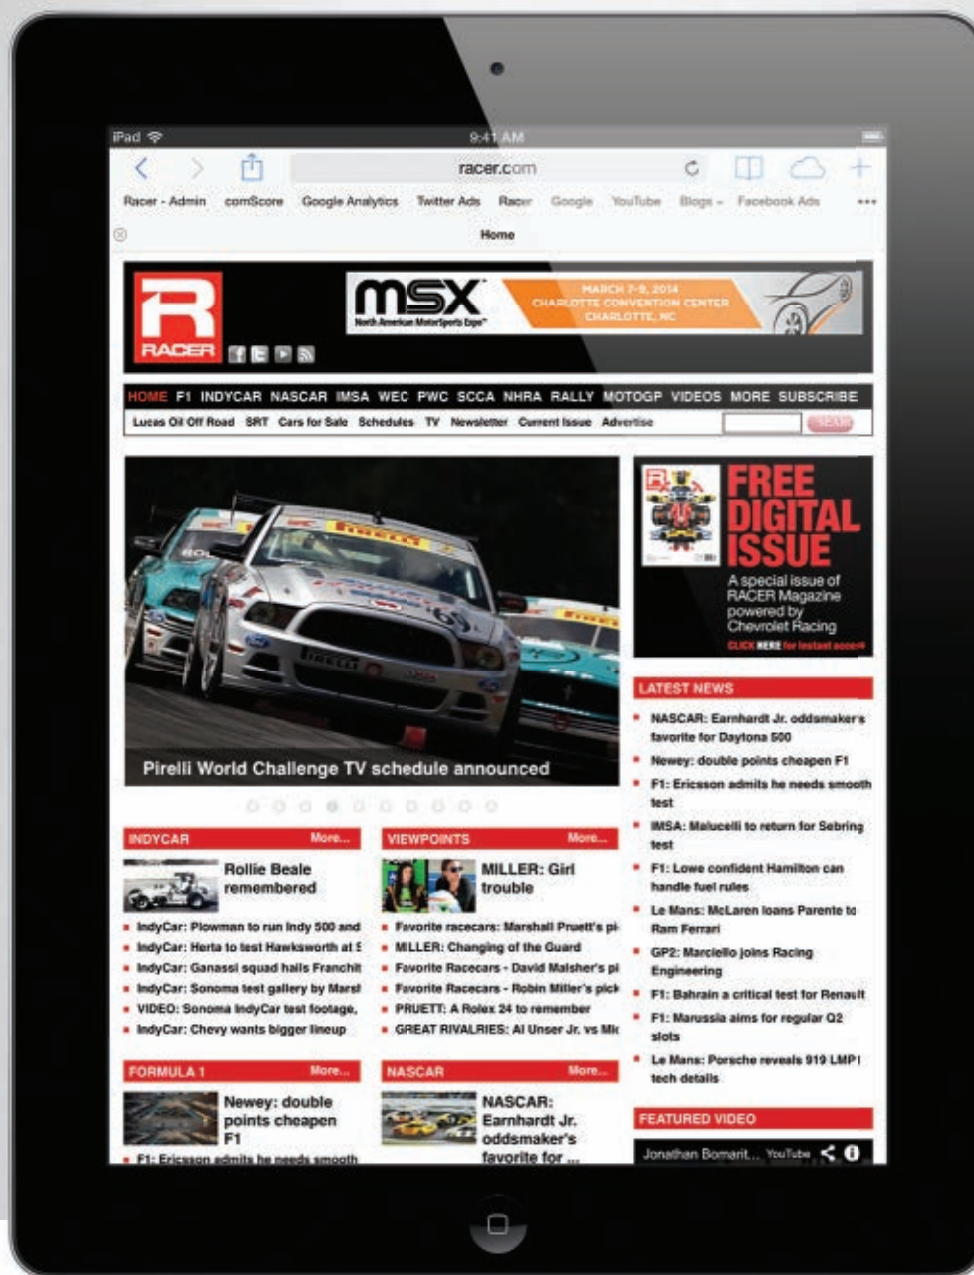 iPad
9:41 AM
racer.com
Racer - Admin comScore Google Analytics Twitter Ads Racer Google YouTube Blogs Facebook Ads
Home
R
RACER
MSX
North American MotorSports Expo™
MARCH 7-9, 2014
CHARLOTTE CONVENTION CENTER
CHARLOTTE, NC
HOME F1 INDYCAR NASCAR IMSA WEC PWC SCCA NHRA RALLY MOTOGP VIDEOS MORE SUBSCRIBE
Lucas Oil Off Road SRT Cars for Sale Schedules TV Newsletter Current Issue Advertise
PIRELLI
PIRELLI
Pirelli World Challenge TV schedule announced
FREE
DIGITAL
ISSUE
A special issue of
RACER Magazine
powered by
Chevrolet Racing
CLICK HERE for instant access
LATEST NEWS
NASCAR: Earnhardt Jr. oddsmaker's
favorite for Daytona 500
Newey: double points cheapen F1
F1: Ericsson admits he needs smooth
test
IMSA: Malucelli to return for Sebring
test
F1: Lowe confident Hamilton can
handle fuel rules
Le Mans: McLaren loans Parente to
Ram Ferrari
GP2: Marciello joins Racing
Engineering
F1: Bahrain a critical test for Renault
F1: Marussia aims for regular Q2
slots
Le Mans: Porsche reveals 919 LMP1
tech details
FEATURED VIDEO
Jonathan Bomarit... YouTube
INDYCAR More...
Rollie Beale
remembered
IndyCar: Plowman to run Indy 500 and
IndyCar: Herta to test Hawksworth at S
IndyCar: Ganassi squad hails Franchit
IndyCar: Sonoma test gallery by Marsh
VIDEO: Sonoma IndyCar test footage,
IndyCar: Chevy wants bigger lineup
VIEWPOINTS More...
MILLER: Girl
trouble
Favorite racecars: Marshall Pruett's pi
MILLER: Changing of the Guard
Favorite Racecars - David Malsher's pi
Favorite Racecars - Robin Miller's pick
PRUETT: A Rolex 24 to remember
GREAT RIVALRIES: Al Unser Jr. vs Mic
FORMULA 1 More...
Newey: double
points cheapen
F1
F1: Ericsson admits he needs smooth
NASCAR More...
NASCAR:
Earnhardt Jr.
oddsmaker's
favorite for ...